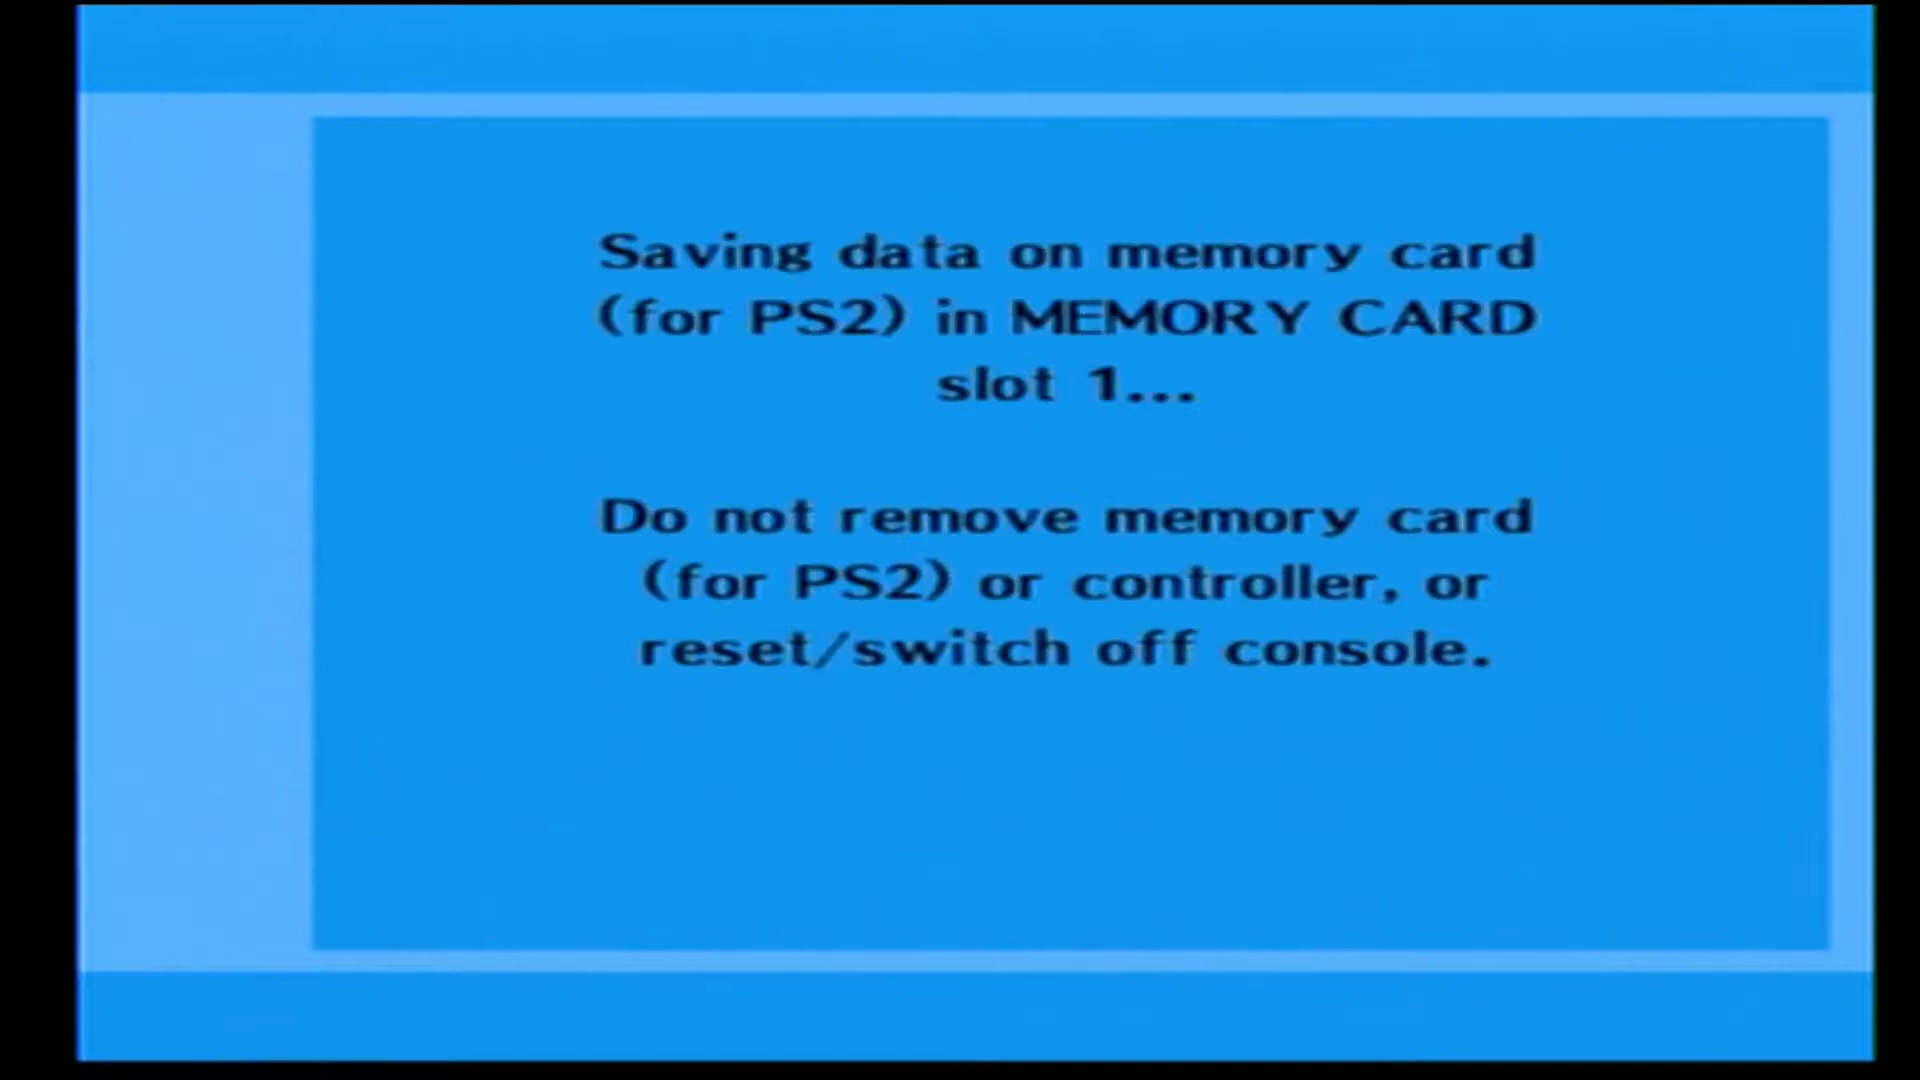 Saving data on memory card
(for PS2) in MEMORY CARD
slot 1...
Do not remove memory card
(for PS2) or controller, or
reset/switch off console.